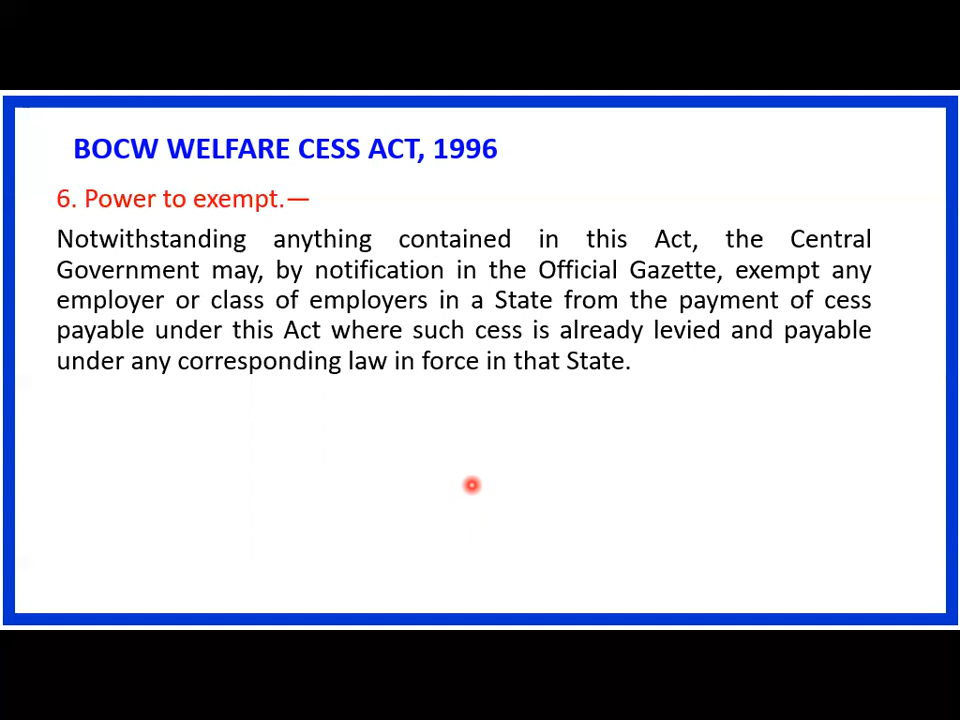 BOCW WELFARE CESS ACT, 1996
6. Power to exempt.—
Notwithstanding anything contained in this Act, the Central
Government may, by notification in the Official Gazette, exempt any
employer or class of employers in a State from the payment of cess
payable under this Act where such cess is already levied and payable
under any corresponding law in force in that State.